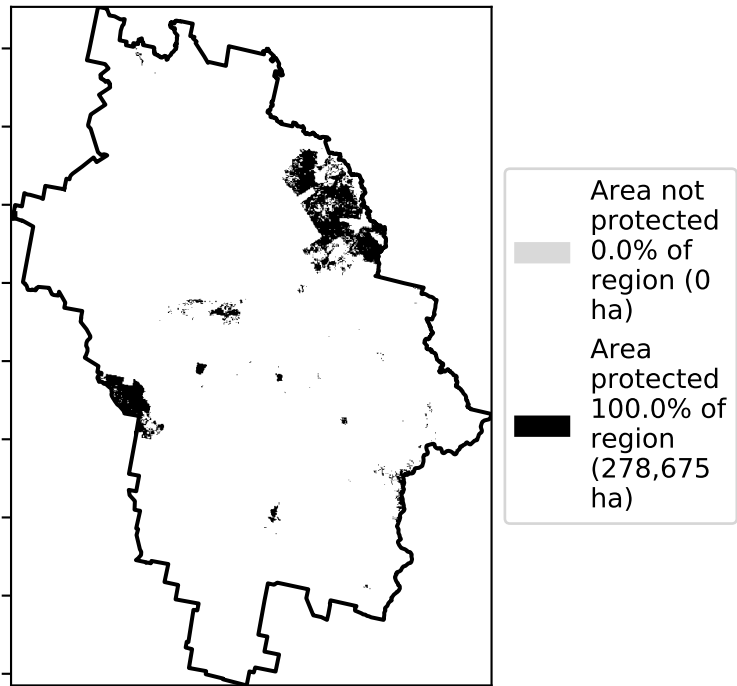 Area not
protected
0.0% of
region (0
ha)
Area
protected
100.0% of
region
(278,675
ha)